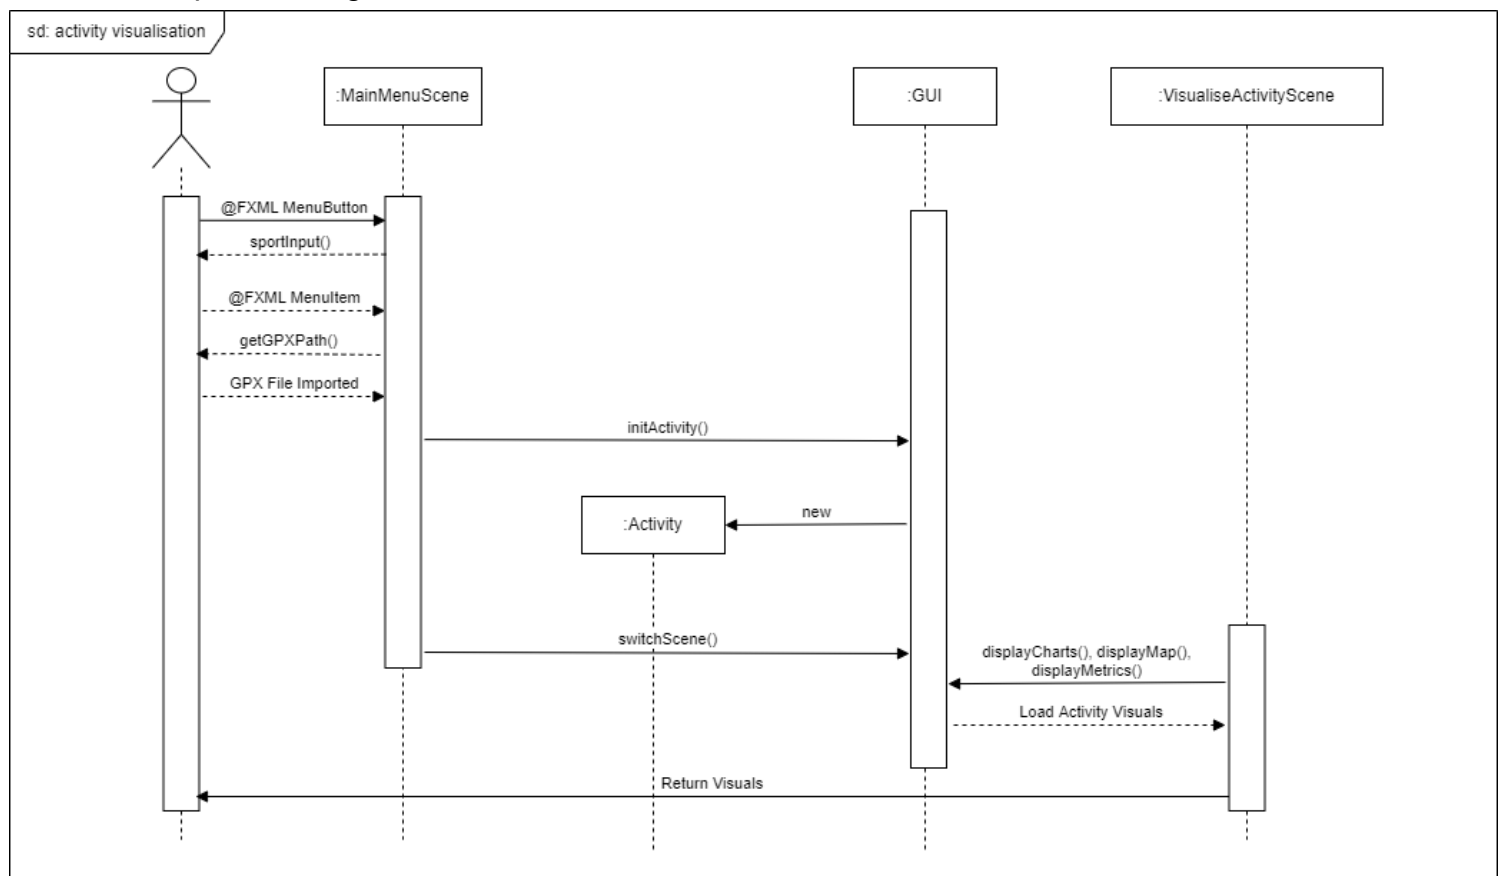 sd: activity visualisation
:MainMenuScene
:GUI
:VisualiseActivityScene
@FXML MenuButton
sportInput()
@FXML MenuItem
getGPXPath()
GPX File Imported
initActivity()
new
:Activity
switchScene()
displayCharts(), displayMap(),
displayMetrics()
Load Activity Visuals
Return Visuals